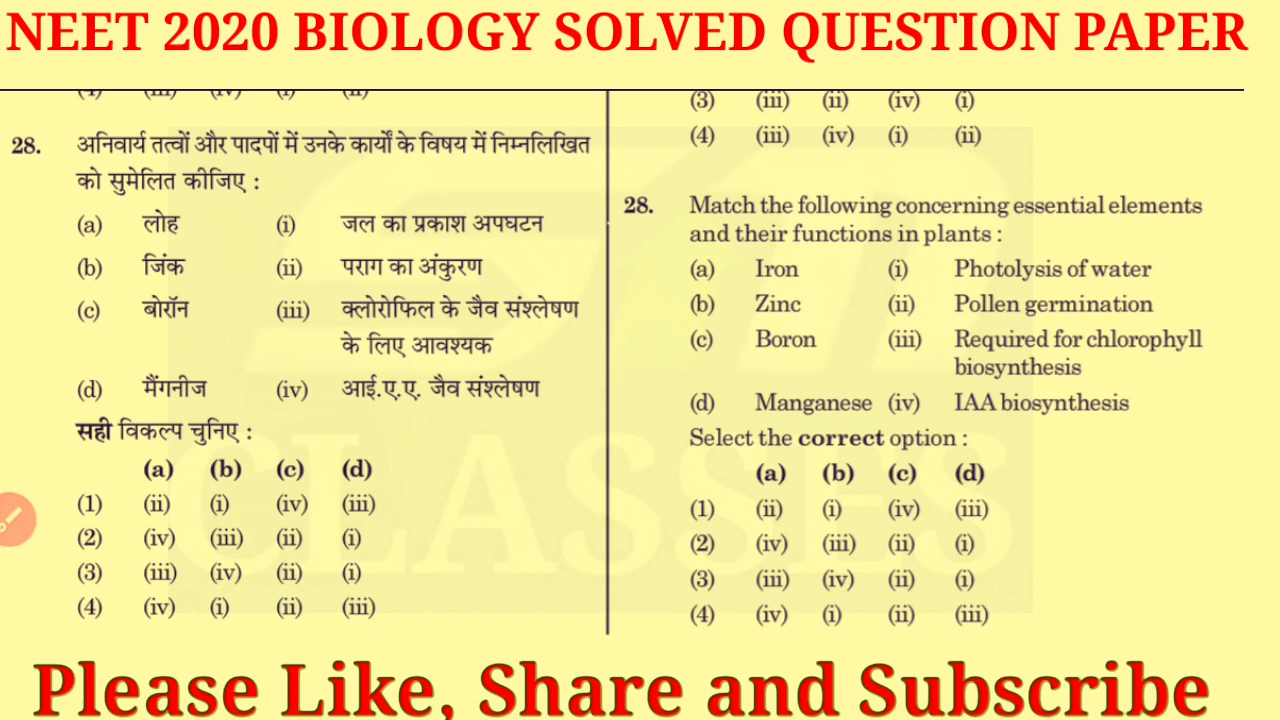 NEET 2020 BIOLOGY SOLVED QUESTION PAPER
(4) (iii) (iv) (i) (ii)
28. अनिवार्य तत्वों और पादपों में उनके कार्यों के विषय में निम्नलिखित
को सुमेलित कीजिए :
(a) लोह (i) जल का प्रकाश अपघटन
(b) जिंक (ii) पराग का अंकुरण
(c) बोरॉन (iii) क्लोरोफिल के जैव संश्लेषण
के लिए आवश्यक
(d) मैंगनीज (iv) आई.ए.ए. जैव संश्लेषण
सही विकल्प चुनिए :
(a) (b) (c) (d)
(1) (ii) (i) (iv) (iii)
(2) (iv) (iii) (ii) (i)
(3) (iii) (iv) (ii) (i)
(4) (iv) (i) (ii) (iii)
(3) (iii) (ii) (iv) (i)
(4) (iii) (iv) (i) (ii)
28. Match the following concerning essential elements
and their functions in plants :
(a) Iron (i) Photolysis of water
(b) Zinc (ii) Pollen germination
(c) Boron (iii) Required for chlorophyll
biosynthesis
(d) Manganese (iv) IAA biosynthesis
Select the correct option :
(a) (b) (c) (d)
(1) (ii) (i) (iv) (iii)
(2) (iv) (iii) (ii) (i)
(3) (iii) (iv) (ii) (i)
(4) (iv) (i) (ii) (iii)
CLASSES
Please Like, Share and Subscribe